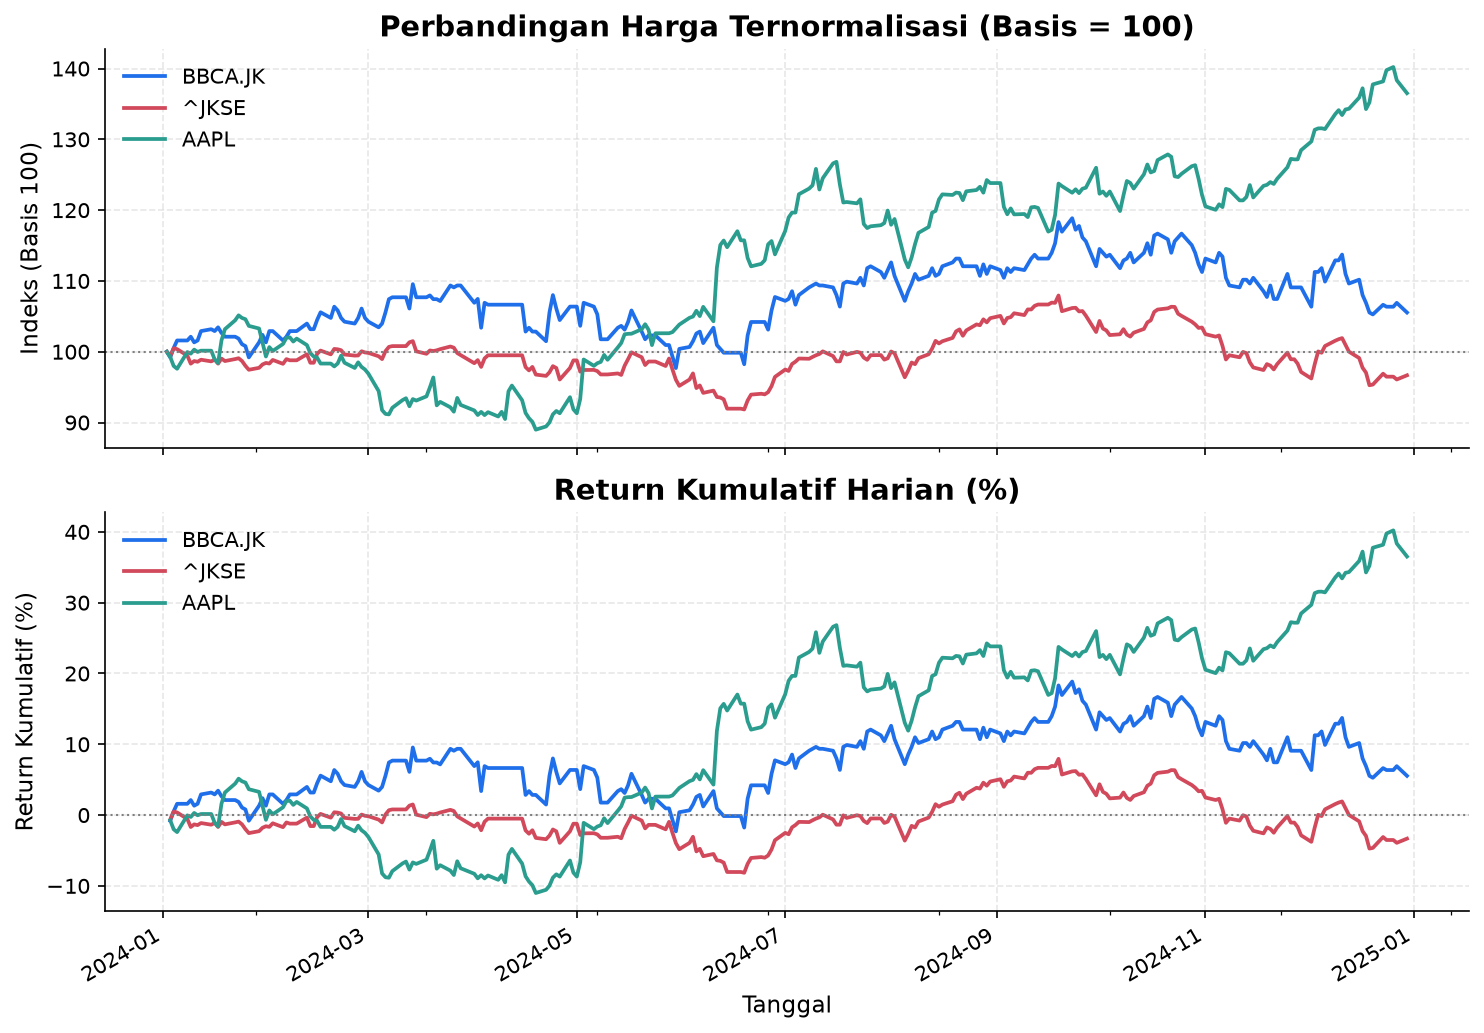 Perbandingan Harga Ternormalisasi (Basis = 100)
Indeks (Basis 100)
140
130
120
110
100
90
BBCA.JK
^JKSE
AAPL
Return Kumulatif Harian (%)
Return Kumulatif (%)
40
30
20
10
0
−10
BBCA.JK
^JKSE
AAPL
2024-01
2024-03
2024-05
2024-07
2024-09
2024-11
2025-01
Tanggal